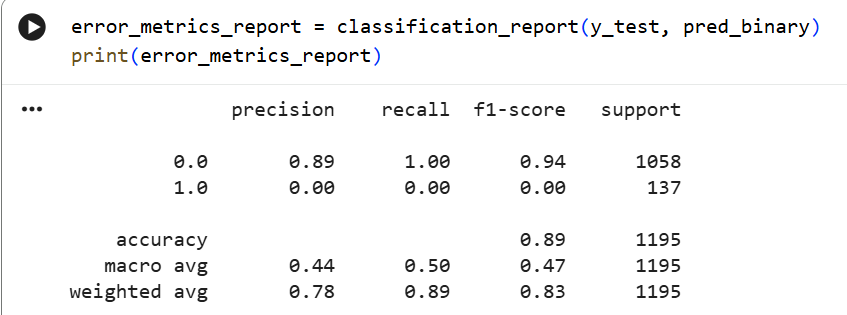 error_metrics_report = classification_report(y_test, pred_binary)
print(error_metrics_report)
precision recall f1-score support
0.0 0.89 1.00 0.94 1058
1.0 0.00 0.00 0.00 137
accuracy 0.89 1195
macro avg 0.44 0.50 0.47 1195
weighted avg 0.78 0.89 0.83 1195